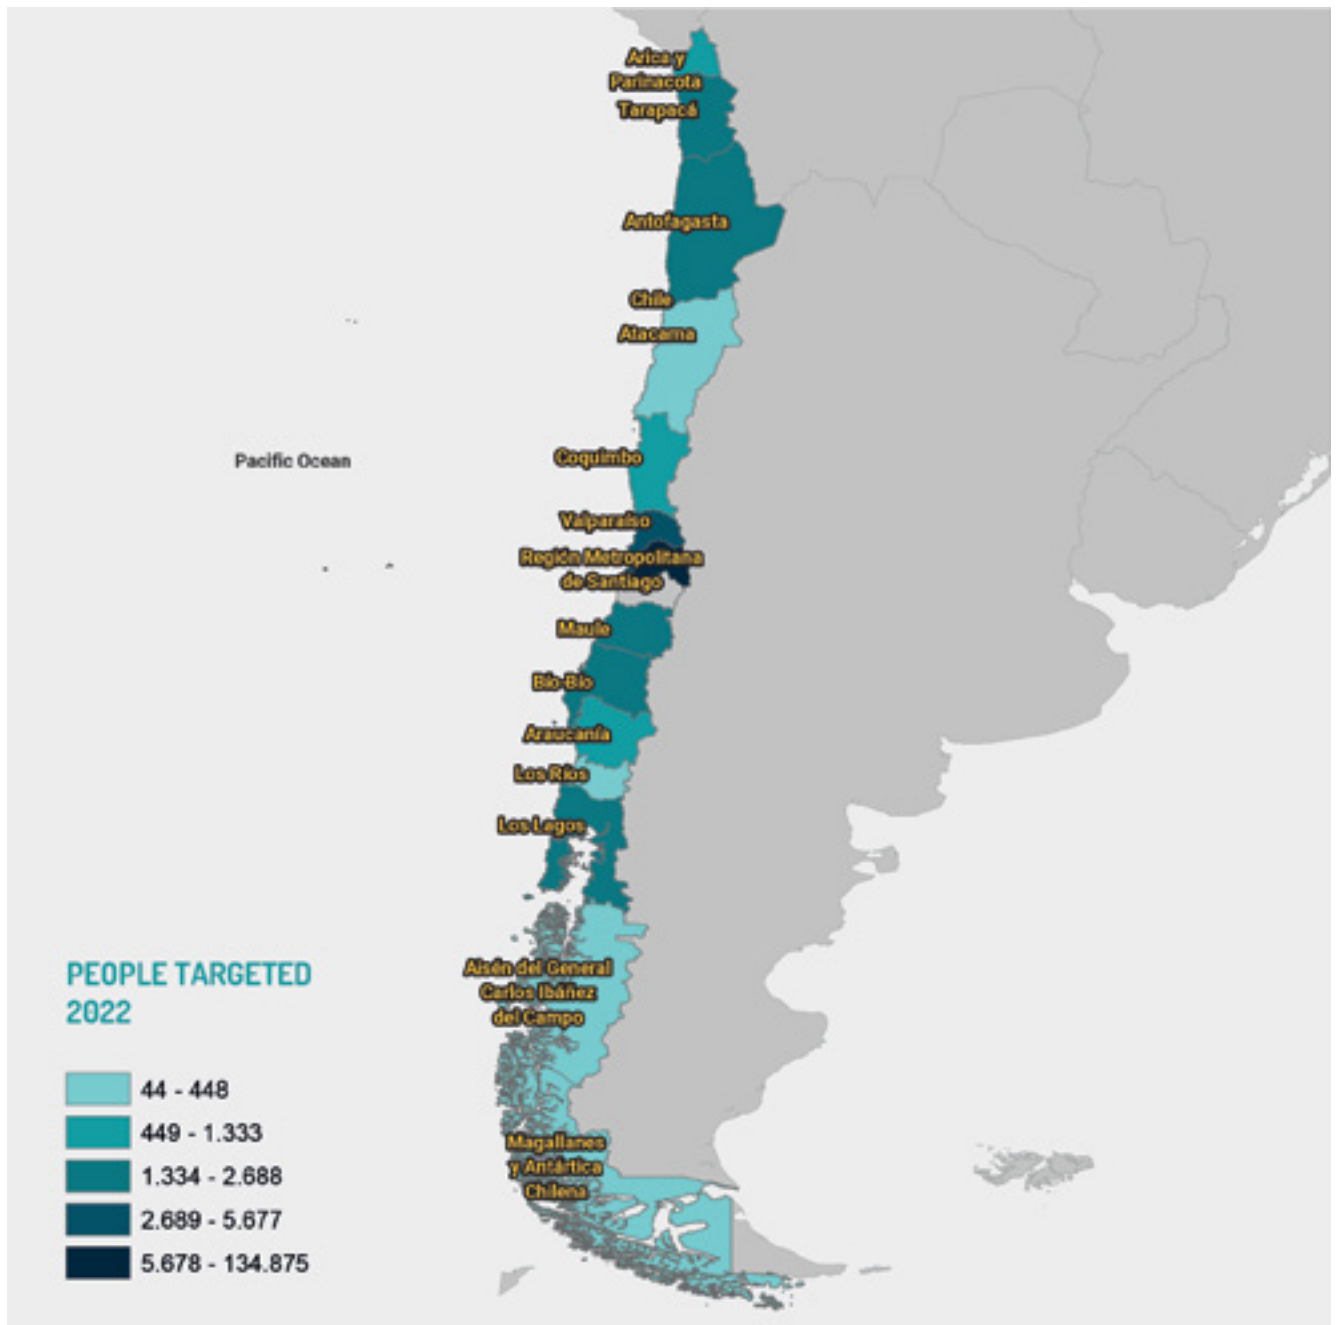 Arica y
Parinacota
Tarapacá
Antofagasta
Chile
Atacama
Coquimbo
Pacific Ocean
Valparaíso
Región Metropolitana
de Santiago
Maule
Bío-Bío
Araucanía
Los Ríos
Los Lagos
Aisén del General
Carlos Ibáñez
del Campo
PEOPLE TARGETED
2022
44 - 448
449 - 1.333
1.334 - 2.688
2.689 - 5.677
5.678 - 134.875
Magallanes
y Antártica
Chilena